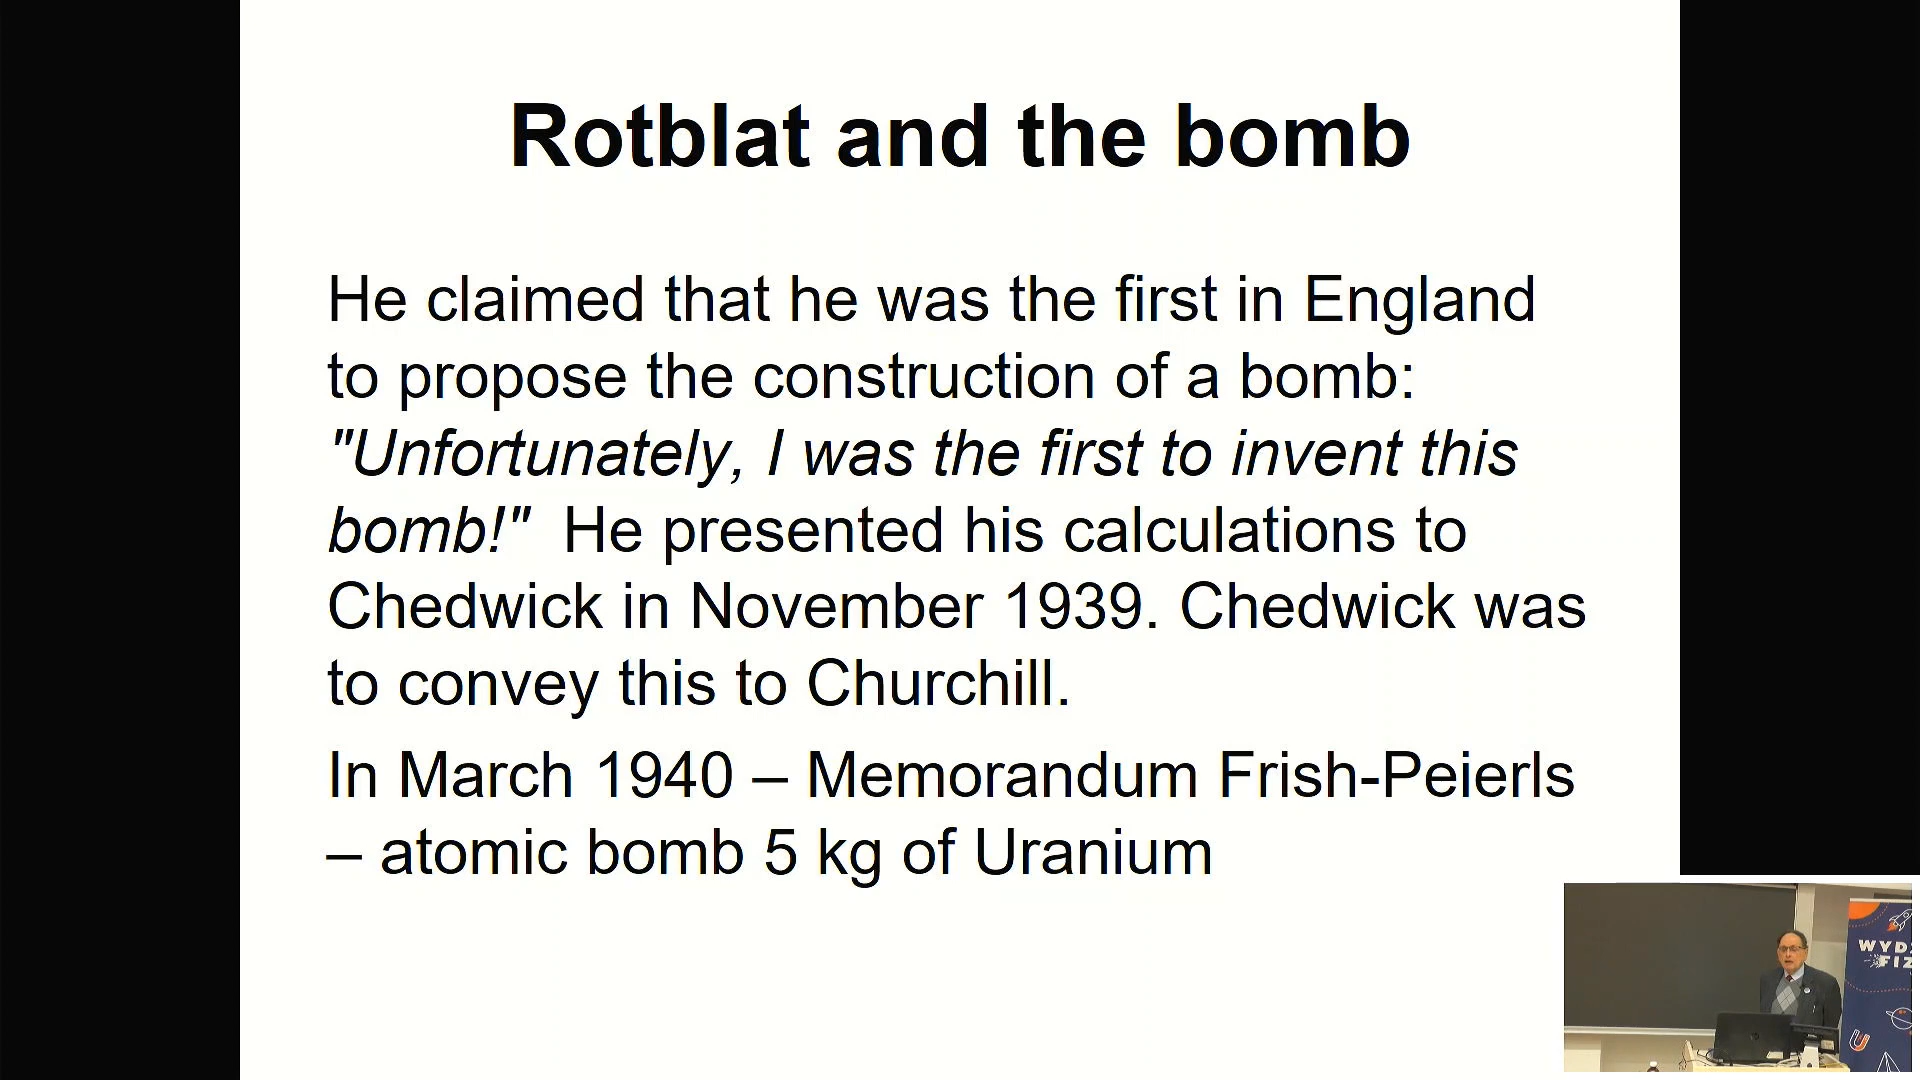 Rotblat and the bomb
He claimed that he was the first in England
to propose the construction of a bomb:
"Unfortunately, I was the first to invent this
bomb!" He presented his calculations to
Chedwick in November 1939. Chedwick was
to convey this to Churchill.
In March 1940 – Memorandum Frish-Peierls
– atomic bomb 5 kg of Uranium
WYDZ
FIZ